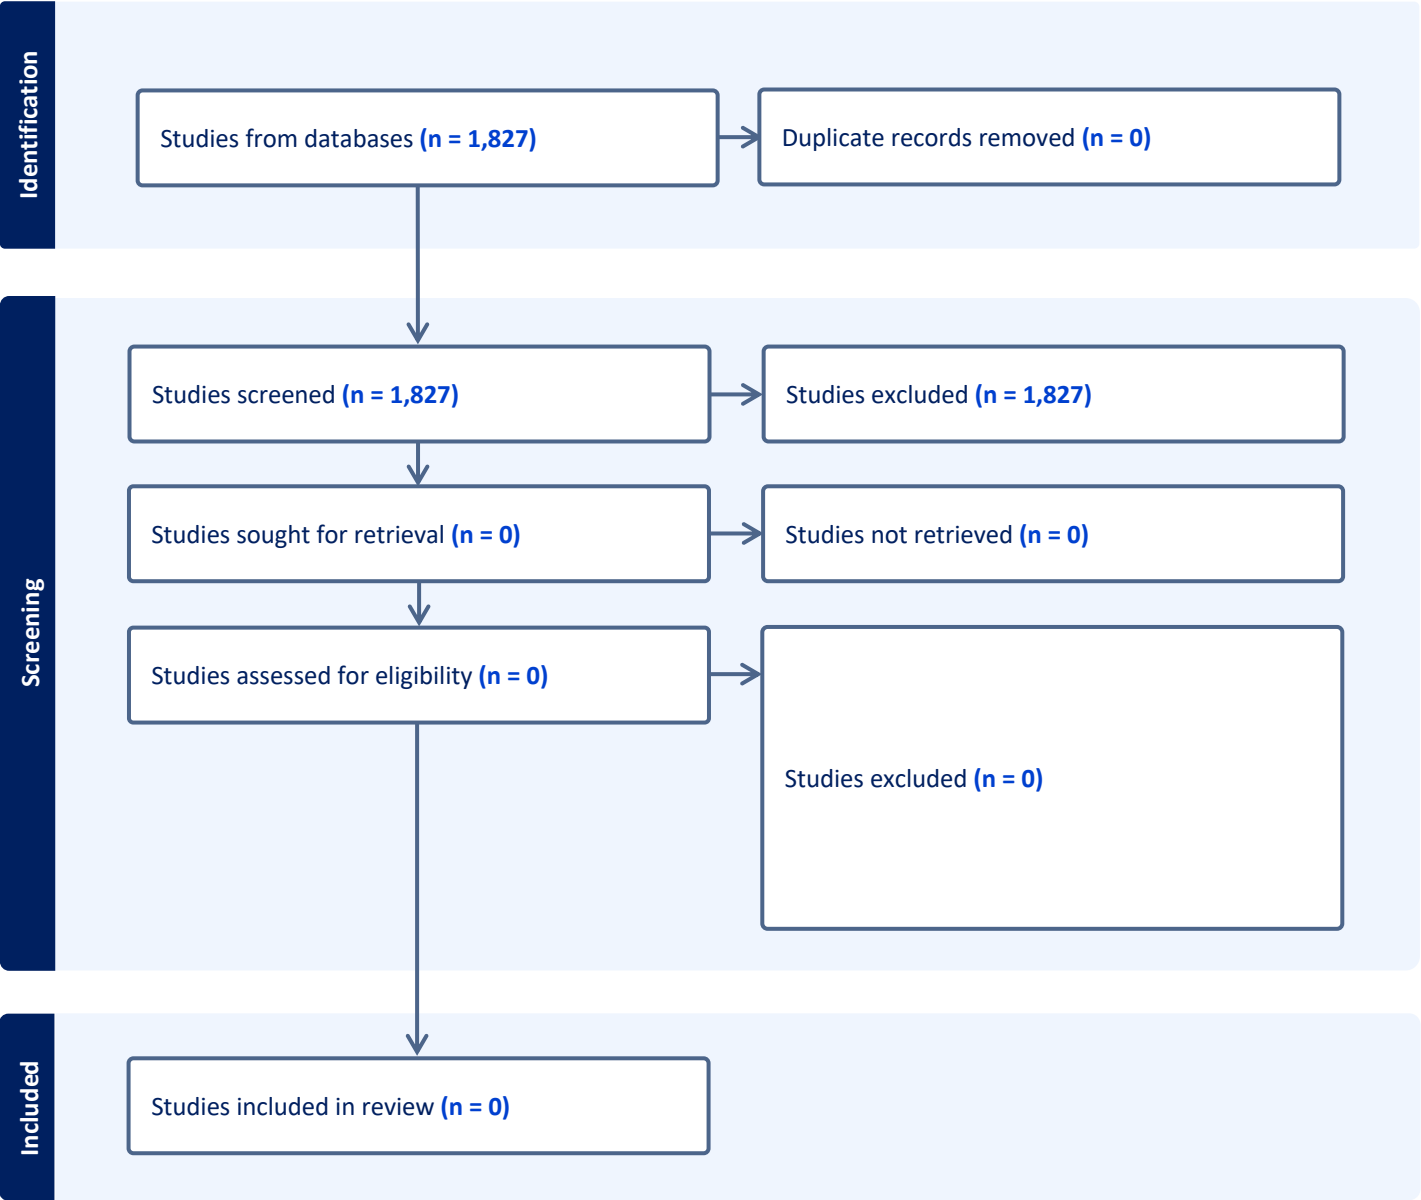 Identification
Studies from databases (n = 1,827)
Duplicate records removed (n = 0)
Screening
Studies screened (n = 1,827)
Studies excluded (n = 1,827)
Studies sought for retrieval (n = 0)
Studies not retrieved (n = 0)
Studies assessed for eligibility (n = 0)
Studies excluded (n = 0)
Included
Studies included in review (n = 0)